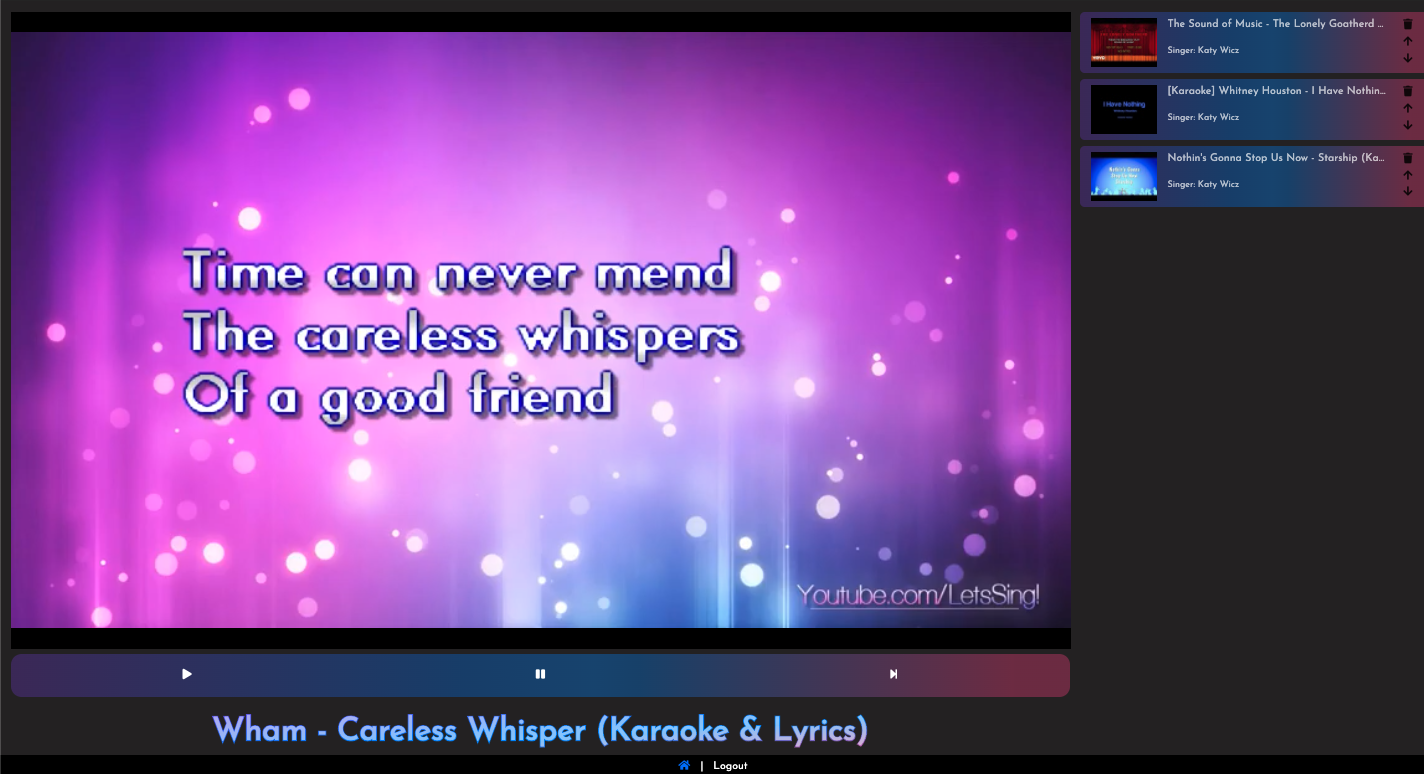 Time can never mend
The careless whispers
Of a good friend
Youtube.com/LetsSing!
Wham - Careless Whisper (Karaoke & Lyrics)
| Logout
The Sound of Music - The Lonely Goatherd ...
Singer: Katy Wicz
I Have Nothing
[Karaoke] Whitney Houston - I Have Nothin...
Singer: Katy Wicz
Nothin's Gonna Stop Us Now - Starship (Ka...
Singer: Katy Wicz